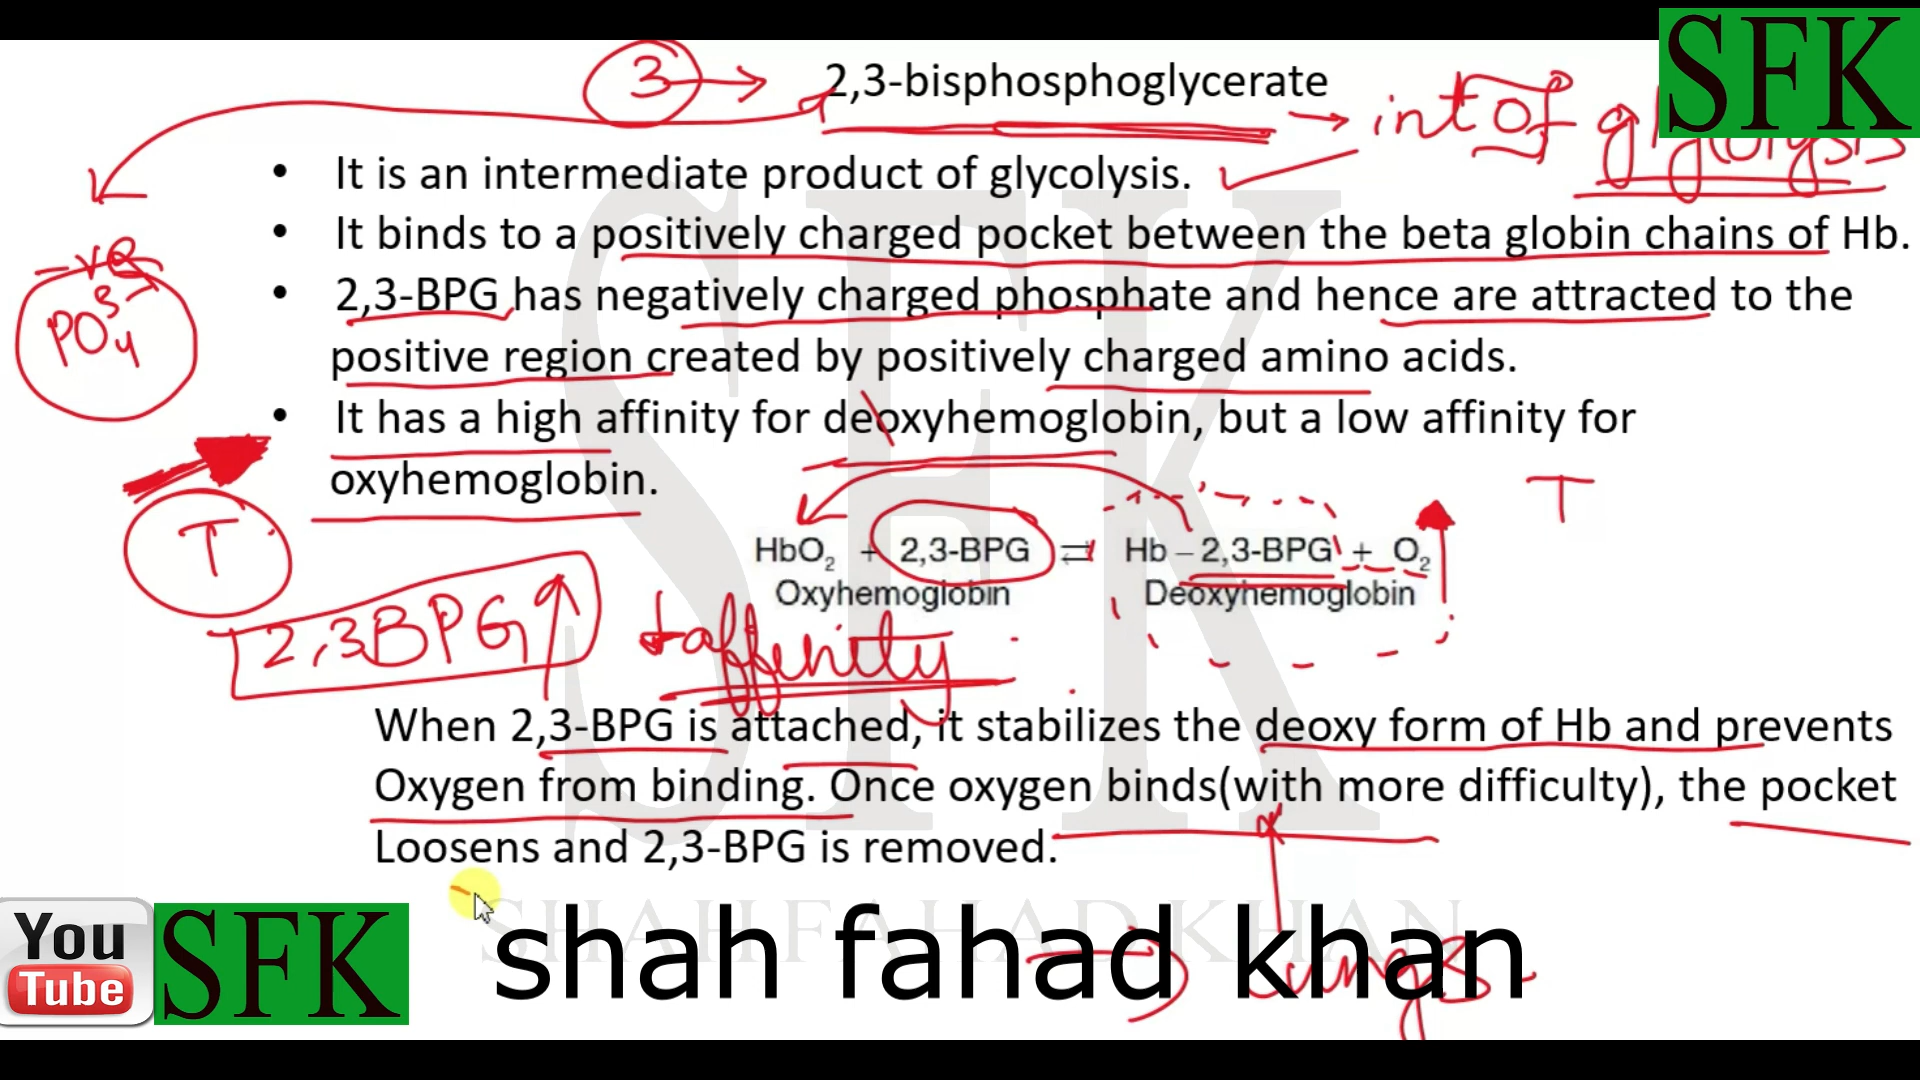 SFK
3 → 2,3-bisphosphoglycerate → int of
• It is an intermediate product of glycolysis.
• It binds to a positively charged pocket between the beta globin chains of Hb.
-ve
• 2,3-BPG has negatively charged phosphate and hence are attracted to the
PO₄³⁻
positive region created by positively charged amino acids.
• It has a high affinity for deoxyhemoglobin, but a low affinity for
oxyhemoglobin.
T
T
HbO₂ + 2,3-BPG ⇄ Hb – 2,3-BPG + O₂
Oxyhemoglobin Deoxyhemoglobin
2,3BPG↑ affinity
When 2,3-BPG is attached, it stabilizes the deoxy form of Hb and prevents
Oxygen from binding. Once oxygen binds(with more difficulty), the pocket
Loosens and 2,3-BPG is removed.
SHAH FAHAD KHAN
You
Tube
SFK
shah fahad khan
Lungs